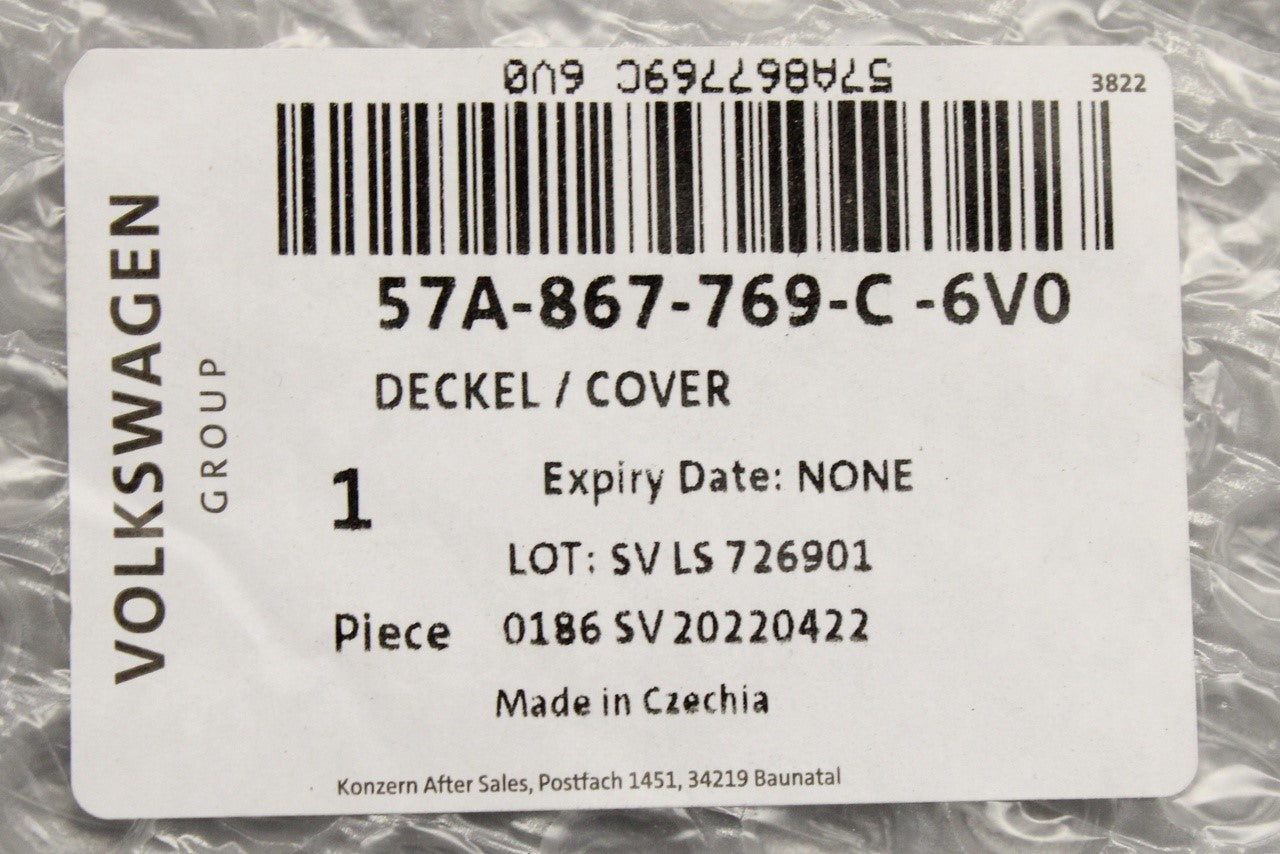 57A867769C 6V0
3822
57A-867-769-C -6V0
DECKEL / COVER
1
Expiry Date: NONE
LOT: SV LS 726901
Piece 0186 SV 20220422
Made in Czechia
Konzern After Sales, Postfach 1451, 34219 Baunatal
VOLKSWAGEN
GROUP